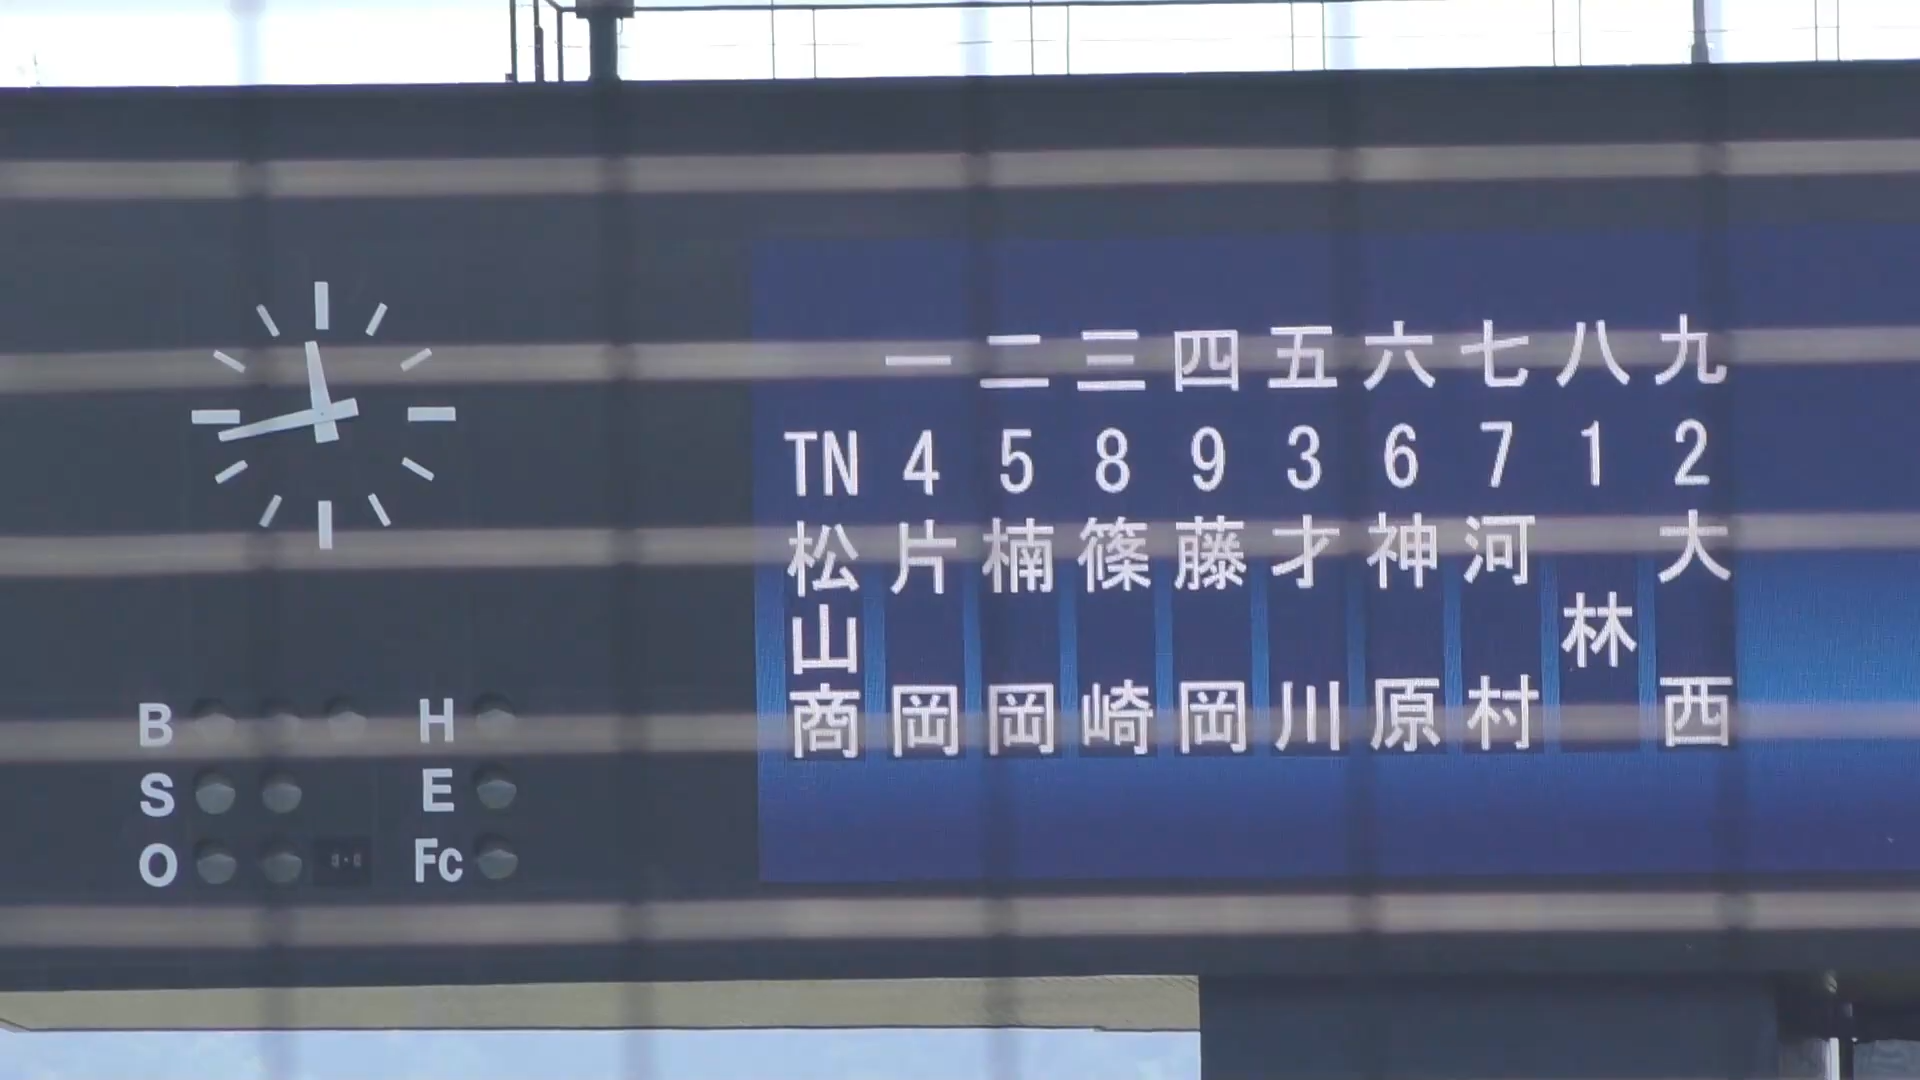 一 二 三 四 五 六 七 八 九
TN 4 5 8 9 3 6 7 1 2
松山商
片岡
楠岡
篠崎
藤岡
才川
神原
河村
林
大西
B H
S E
O Fc